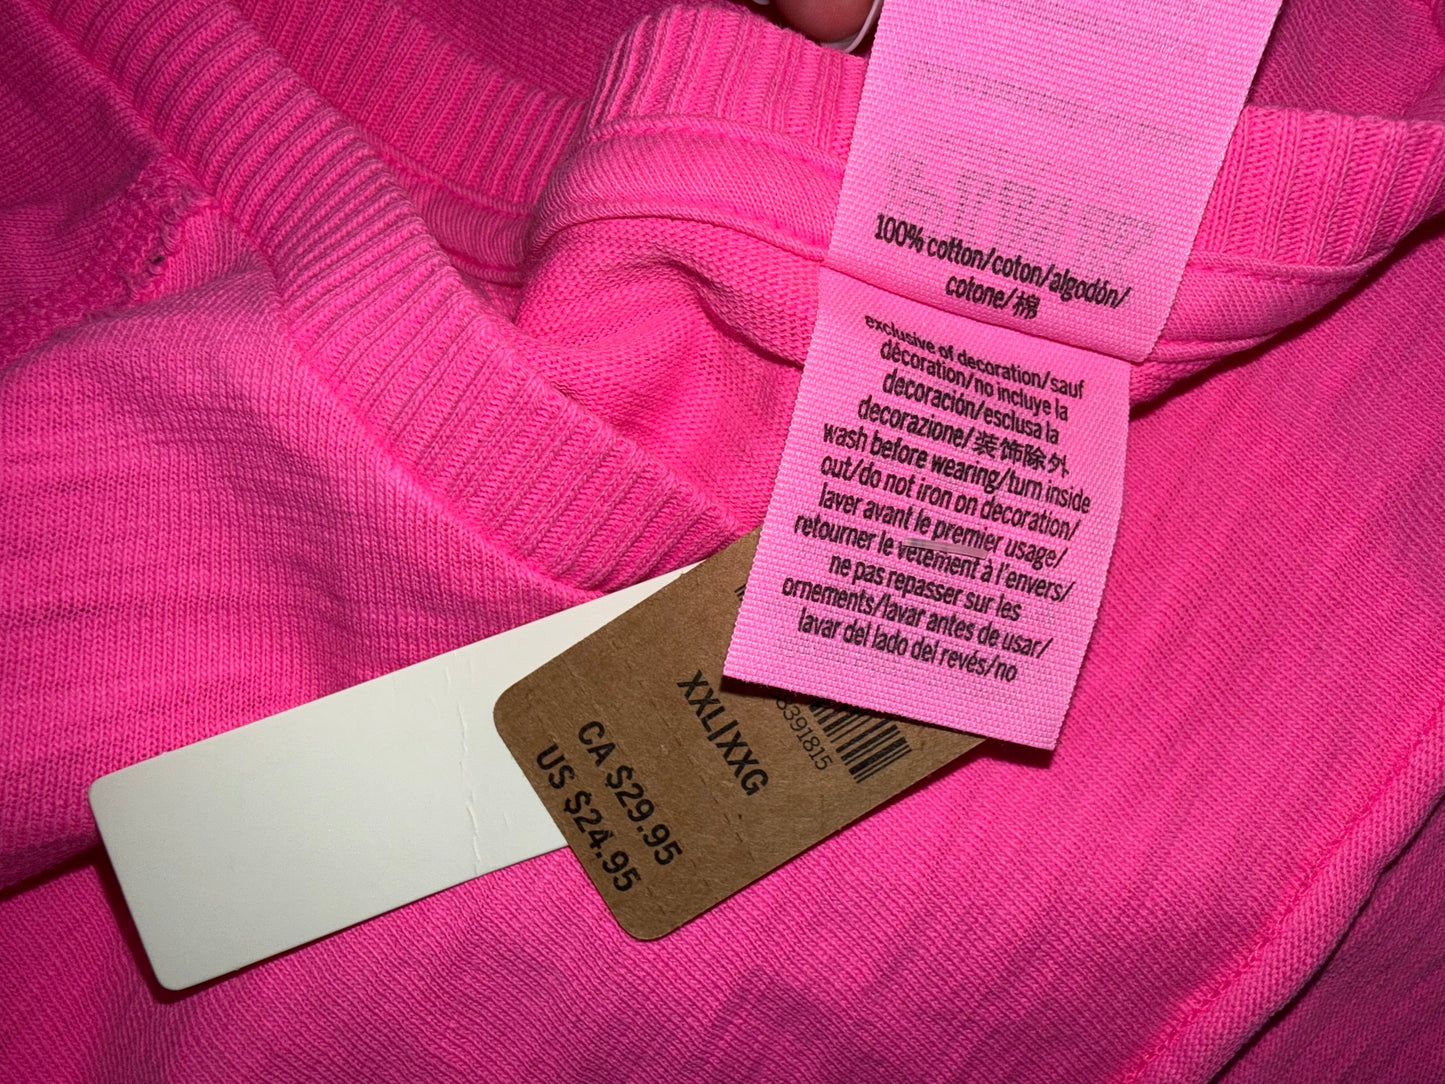 100% cotton/coton/algodón/
cotone/棉
exclusive of decoration/sauf
décoration/no incluye la
decoración/esclusa la
decorazione/装饰除外
wash before wearing/turn inside
out/do not iron on decoration/
laver avant le premier usage/
retourner le vêtement à l'envers/
ne pas repasser sur les
ornements/lavar antes de usar/
lavar del lado del revés/no
8391815
XXL|XXG
CA $29.95
US $24.95